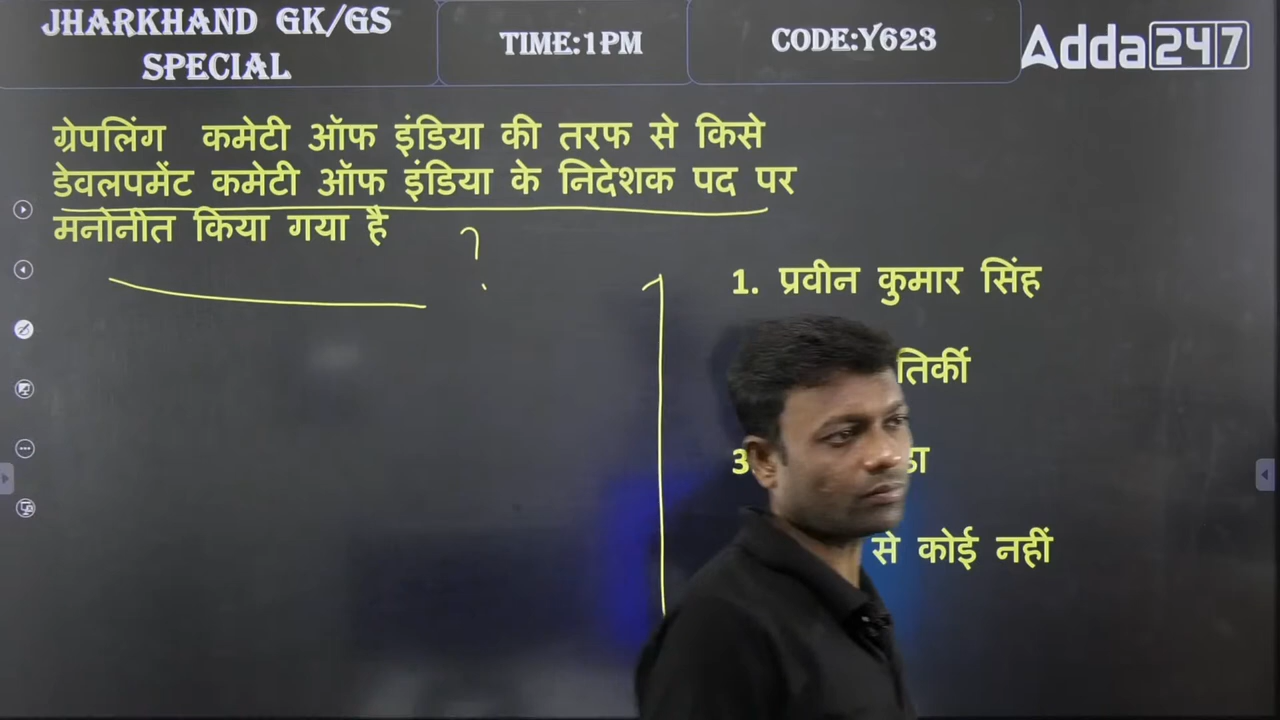 JHARKHAND GK/GS
SPECIAL
TIME:1PM
CODE:Y623
Adda247
ग्रेपलिंग कमेटी ऑफ इंडिया की तरफ से किसे
डेवलपमेंट कमेटी ऑफ इंडिया के निदेशक पद पर
मनोनीत किया गया है ?
1. प्रवीन कुमार सिंह
तिर्की
3
डा
से कोई नहीं